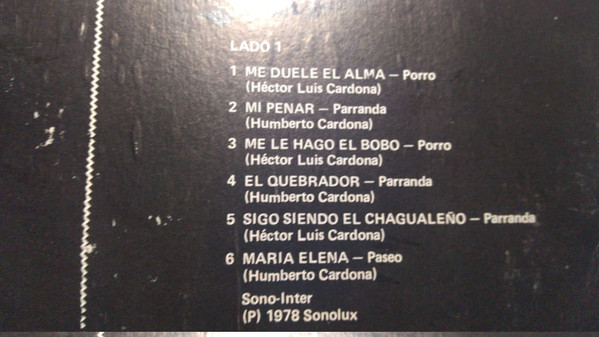 LADO 1
1 ME DUELE EL ALMA — Porro
(Héctor Luis Cardona)
2 MI PENAR — Parranda
(Humberto Cardona)
3 ME LE HAGO EL BOBO — Porro
(Héctor Luis Cardona)
4 EL QUEBRADOR — Parranda
(Humberto Cardona)
5 SIGO SIENDO EL CHAGUALEÑO — Parranda
(Héctor Luis Cardona)
6 MARIA ELENA — Paseo
(Humberto Cardona)
Sono-Inter
(P) 1978 Sonolux